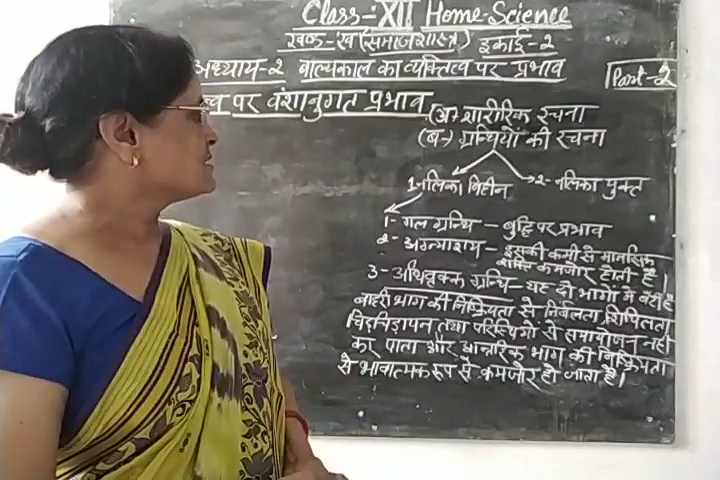 Class:-XII Home-Science
खण्ड-ख (समाजशास्त्र) इकाई-2
अध्याय-2 बाल्यकाल का व्यक्तित्व पर प्रभाव
Part-2
त्व पर वंशानुगत प्रभाव
(अ) शारीरिक रचना
(ब) ग्रन्थियों की रचना
1- नलिका विहीन 2- नलिका युक्त
1- गल ग्रन्थि — बुद्धि पर प्रभाव
2- अग्न्याशय — इसकी कमी से मानसिक
शक्ति कमजोर होती है।
3- अधिवृक्क ग्रन्थि — यह दो भागों में बंटी है
बाहरी भाग की निष्क्रियता से निर्बलता, शिथिलता
चिड़चिड़ापन तथा परिस्थितियों से समायोजन नहीं
कर पाता और आन्तरिक भाग की निष्क्रियता
से भावात्मक रूप से कमजोर हो जाता है।